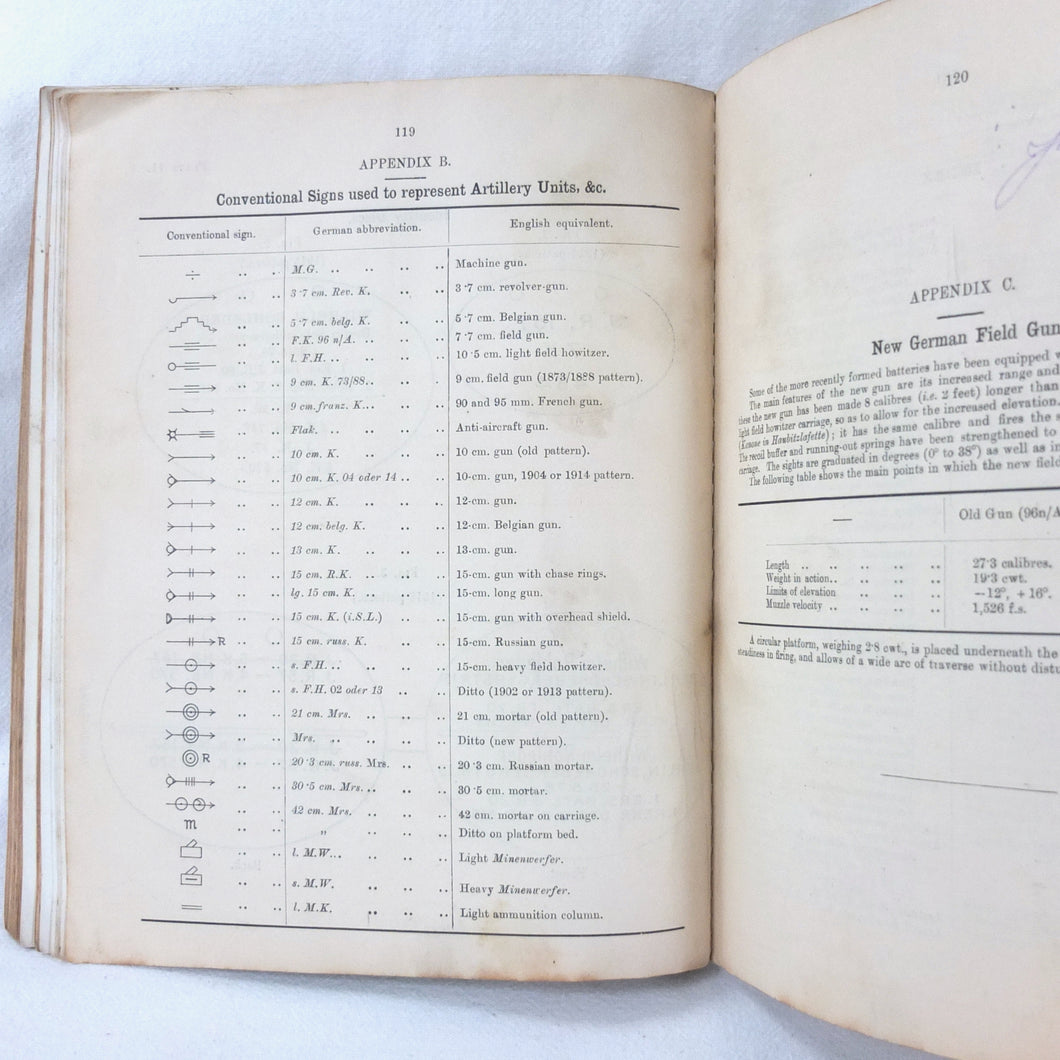 119
APPENDIX B.
Conventional Signs used to represent Artillery Units, &c.
Conventional sign. German abbreviation. English equivalent.
.. .. M.G. .. .. .. .. Machine gun.
.. .. 3·7 cm. Rev. K. .. .. 3·7 cm. revolver-gun.
.. .. 5·7 cm. belg. K. .. .. 5·7 cm. Belgian gun.
.. .. F.K. 96 n/A. .. .. .. 7·7 cm. field gun.
.. .. l. F.H. .. .. .. .. 10·5 cm. light field howitzer.
.. .. 9 cm. K. 73/88.. .. .. 9 cm. field gun (1873/1888 pattern).
.. .. 9 cm. franz. K... .. .. 90 and 95 mm. French gun.
.. .. Flak. .. .. .. Anti-aircraft gun.
.. .. 10 cm. K. .. .. .. 10 cm. gun (old pattern).
.. .. 10 cm. K. 04 oder 14 .. .. 10-cm. gun, 1904 or 1914 pattern.
.. .. 12 cm. K. .. .. .. 12-cm. gun.
.. .. 12 cm. belg. K. .. .. 12-cm. Belgian gun.
.. .. 13 cm. K. .. .. .. 13-cm. gun.
.. .. 15 cm. R.K. .. .. .. 15-cm. gun with chase rings.
.. .. lg. 15 cm. K. .. .. .. 15-cm. long gun.
.. .. 15 cm. K. (i.S.L.) .. .. 15-cm. gun with overhead shield.
R .. .. 15 cm. russ. K. .. .. 15-cm. Russian gun.
.. .. s. F.H. .. .. .. .. 15-cm. heavy field howitzer.
.. .. s. F.H. 02 oder 13 .. .. Ditto (1902 or 1913 pattern).
.. .. 21 cm. Mrs. .. .. .. 21 cm. mortar (old pattern).
.. .. Mrs. .. .. .. Ditto (new pattern).
R .. .. 20·3 cm. russ. Mrs. .. .. 20·3 cm. Russian mortar.
.. .. 30·5 cm. Mrs. .. .. .. 30·5 cm. mortar.
.. .. 42 cm. Mrs. .. .. .. 42 cm. mortar on carriage.
m .. .. „ .. .. .. Ditto on platform bed.
.. .. l. M.W... .. .. .. Light Minenwerfer.
.. .. s. M.W. .. .. .. Heavy Minenwerfer.
.. .. l. M.K. .. .. .. Light ammunition column.
120
APPENDIX C.
New German Field Gun
Some of the more recently formed batteries have been equipped
The main features of the new gun are its increased range and
these the new gun has been made 8 calibres (i.e. 2 feet) longer than
light field howitzer carriage, so as to allow for the increased elevation.
(Kanone in Haubitzlafette); it has the same calibre and fires the
The recoil buffer and running-out springs have been strengthened to
carriage. The sights are graduated in degrees (0° to 38°) as well as in
The following table shows the main points in which the new field
— Old Gun (96n/A
Length .. .. .. .. .. 27·3 calibres.
Weight in action.. .. .. .. 19·3 cwt.
Limits of elevation .. .. .. —12°, + 16°.
Muzzle velocity .. .. .. .. 1,526 f.s.
A circular platform, weighing 2·8 cwt., is placed underneath the
steadiness in firing, and allows of a wide arc of traverse without